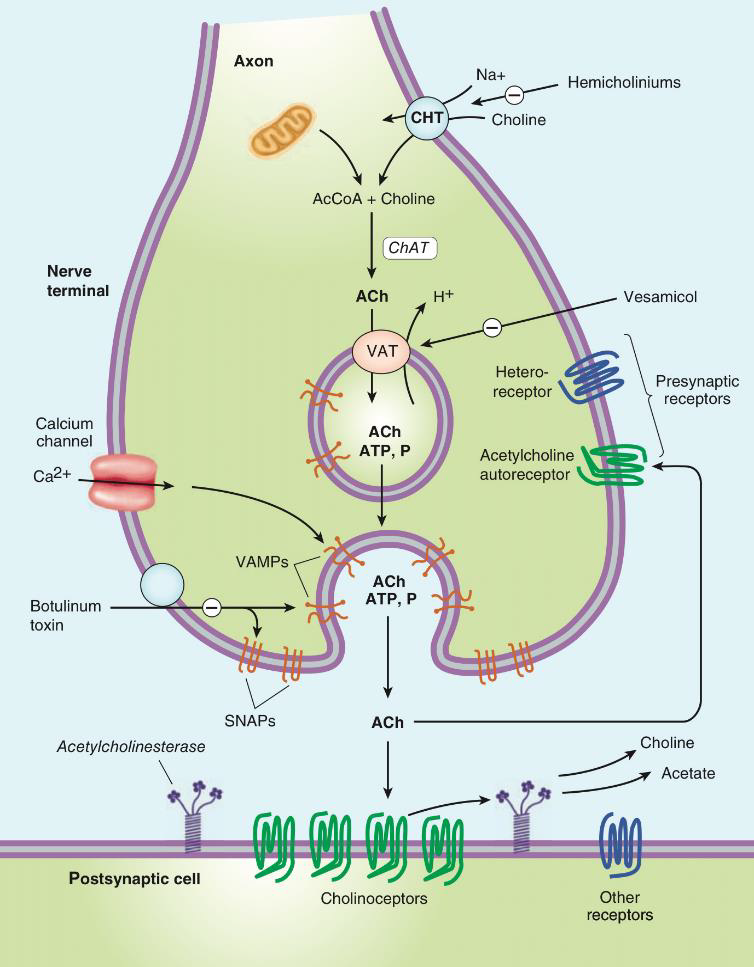 Axon
Na+
Hemicholiniums
−
CHT
Choline
AcCoA + Choline
ChAT
Nerve
terminal
ACh
H+
Vesamicol
−
VAT
Hetero-
receptor
Presynaptic
receptors
Calcium
channel
ACh
ATP, P
Acetylcholine
autoreceptor
Ca2+
VAMPs
ACh
ATP, P
Botulinum
toxin
−
SNAPs
ACh
Acetylcholinesterase
Choline
Acetate
Postsynaptic cell
Cholinoceptors
Other
receptors